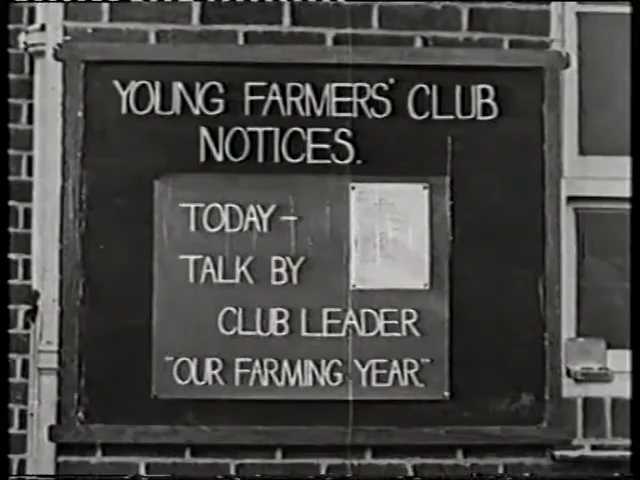 YOUNG FARMERS' CLUB
NOTICES.
TODAY-
TALK BY
CLUB LEADER
"OUR FARMING YEAR"